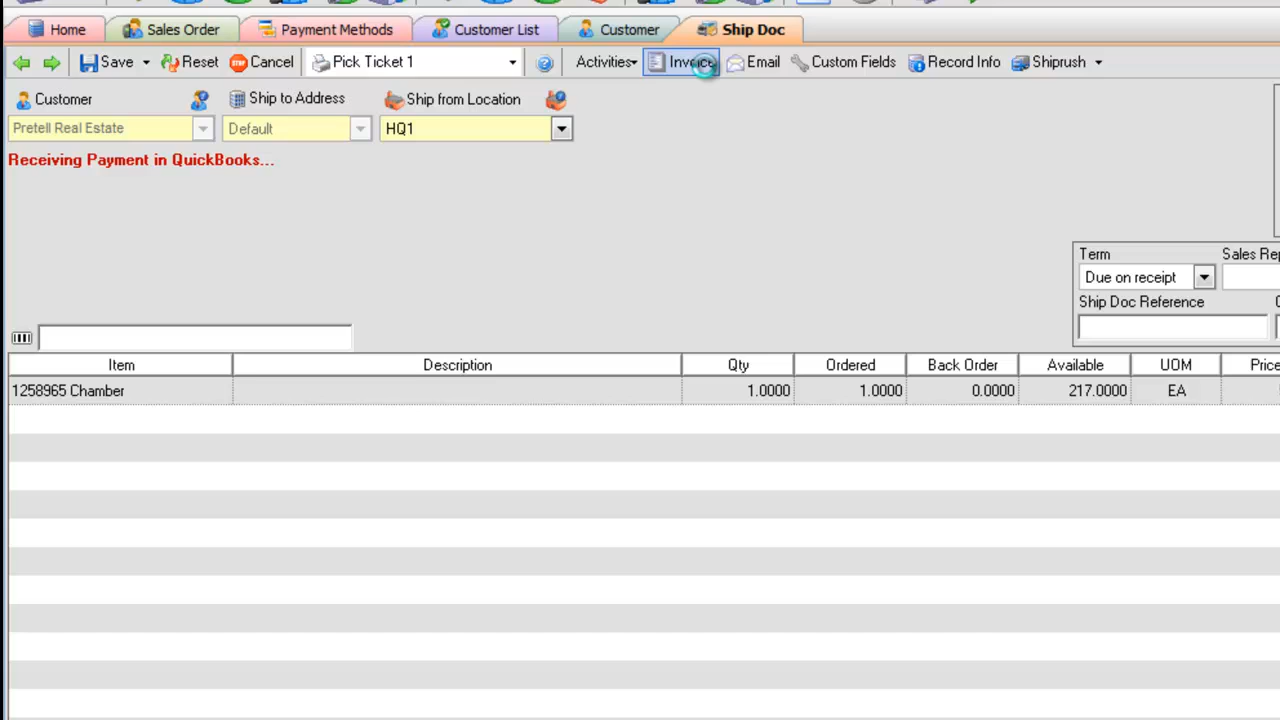 Home Sales Order Payment Methods Customer List Customer Ship Doc
Save Reset Cancel Pick Ticket 1 Activities Invoice Email Custom Fields Record Info Shiprush
Customer Ship to Address Ship from Location
Pretell Real Estate Default HQ1
Receiving Payment in QuickBooks...
Term Sales Rep
Due on receipt
Ship Doc Reference
Item Description Qty Ordered Back Order Available UOM Price
1258965 Chamber 1.0000 1.0000 0.0000 217.0000 EA